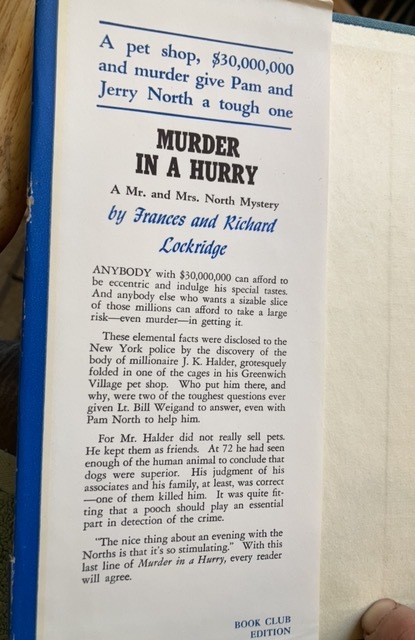 A pet shop, $30,000,000
and murder give Pam and
Jerry North a tough one
MURDER
IN A HURRY
A Mr. and Mrs. North Mystery
by Frances and Richard
Lockridge
ANYBODY with $30,000,000 can afford to
be eccentric and indulge his special tastes.
And anybody else who wants a sizable slice
of those millions can afford to take a large
risk—even murder—in getting it.
These elemental facts were disclosed to the
New York police by the discovery of the
body of millionaire J. K. Halder, grotesquely
folded in one of the cages in his Greenwich
Village pet shop. Who put him there, and
why, were two of the toughest questions ever
given Lt. Bill Weigand to answer, even with
Pam North to help him.
For Mr. Halder did not really sell pets.
He kept them as friends. At 72 he had seen
enough of the human animal to conclude that
dogs were superior. His judgment of his
associates and his family, at least, was correct
—one of them killed him. It was quite fit-
ting that a pooch should play an essential
part in detection of the crime.
"The nice thing about an evening with the
Norths is that it's so stimulating." With this
last line of Murder in a Hurry, every reader
will agree.
BOOK CLUB
EDITION